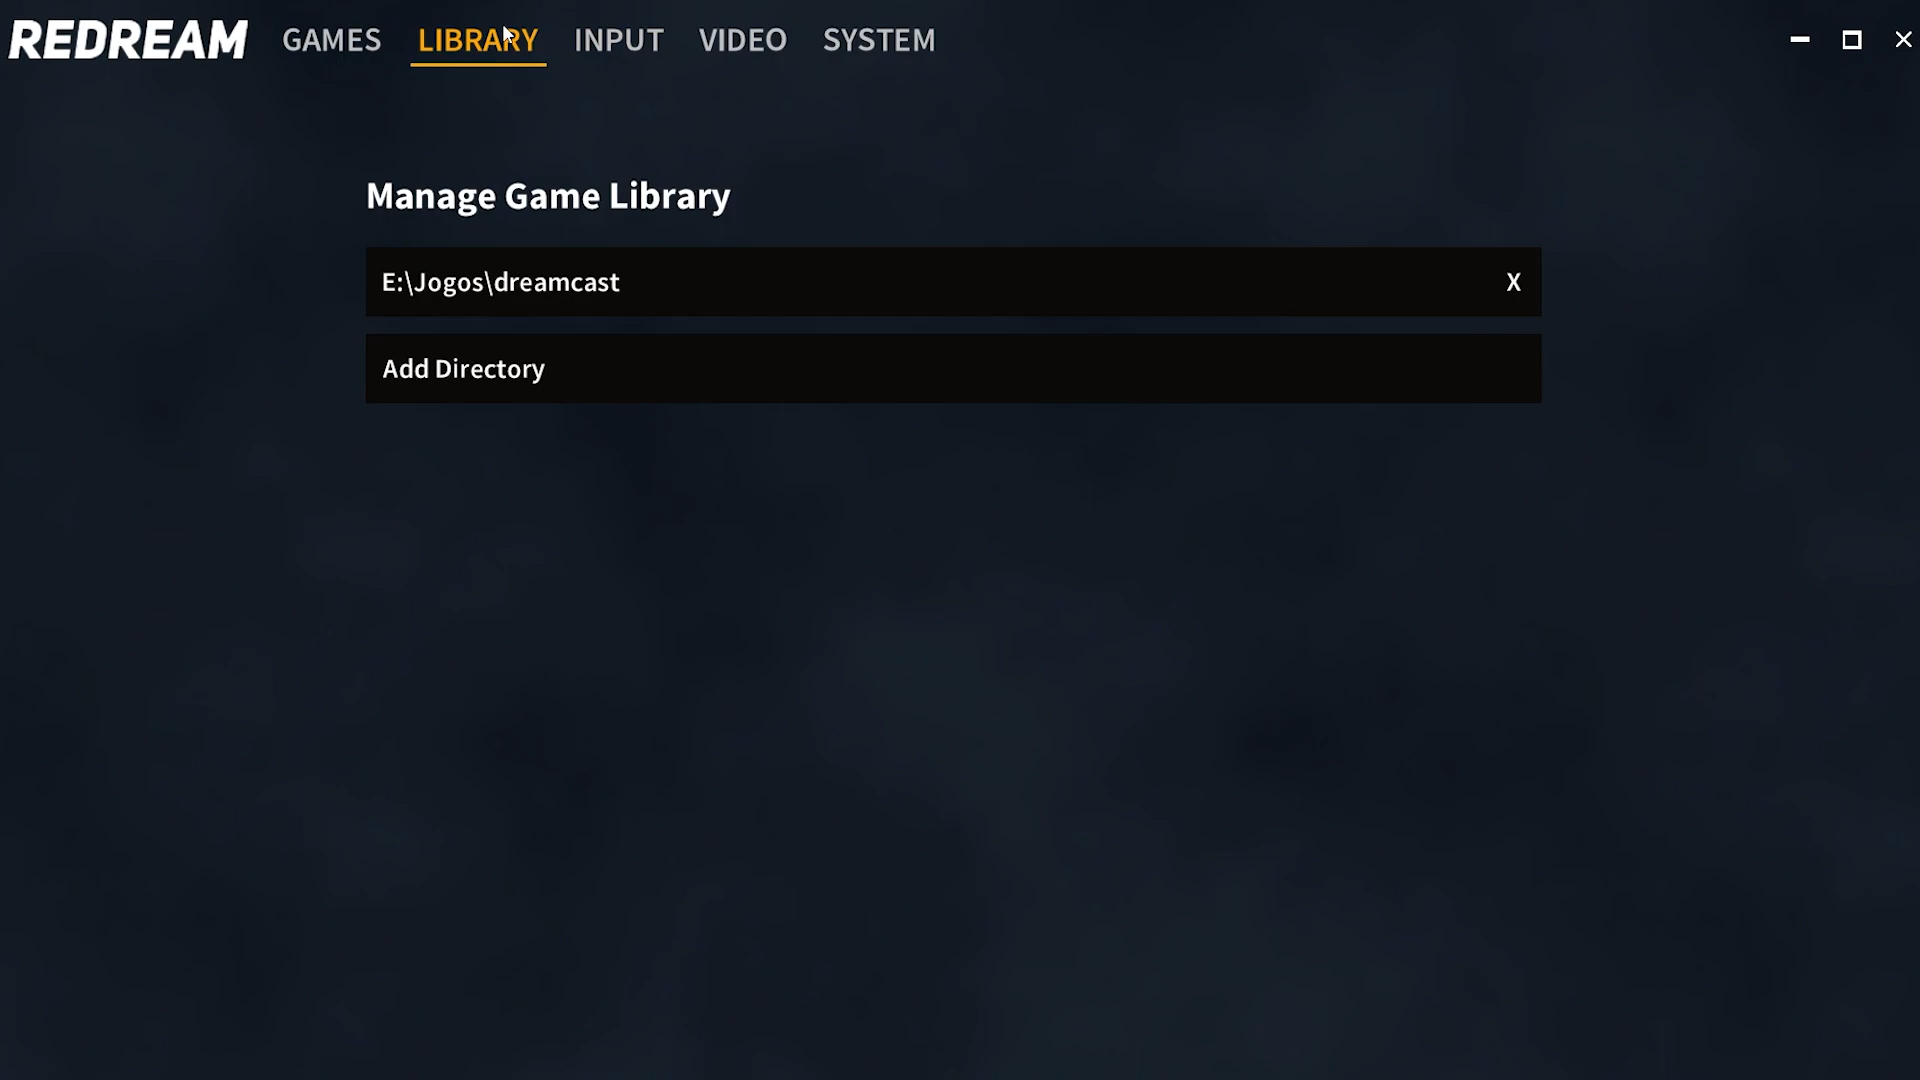 REDREAM GAMES LIBRARY INPUT VIDEO SYSTEM
Manage Game Library
E:\Jogos\dreamcast X
Add Directory